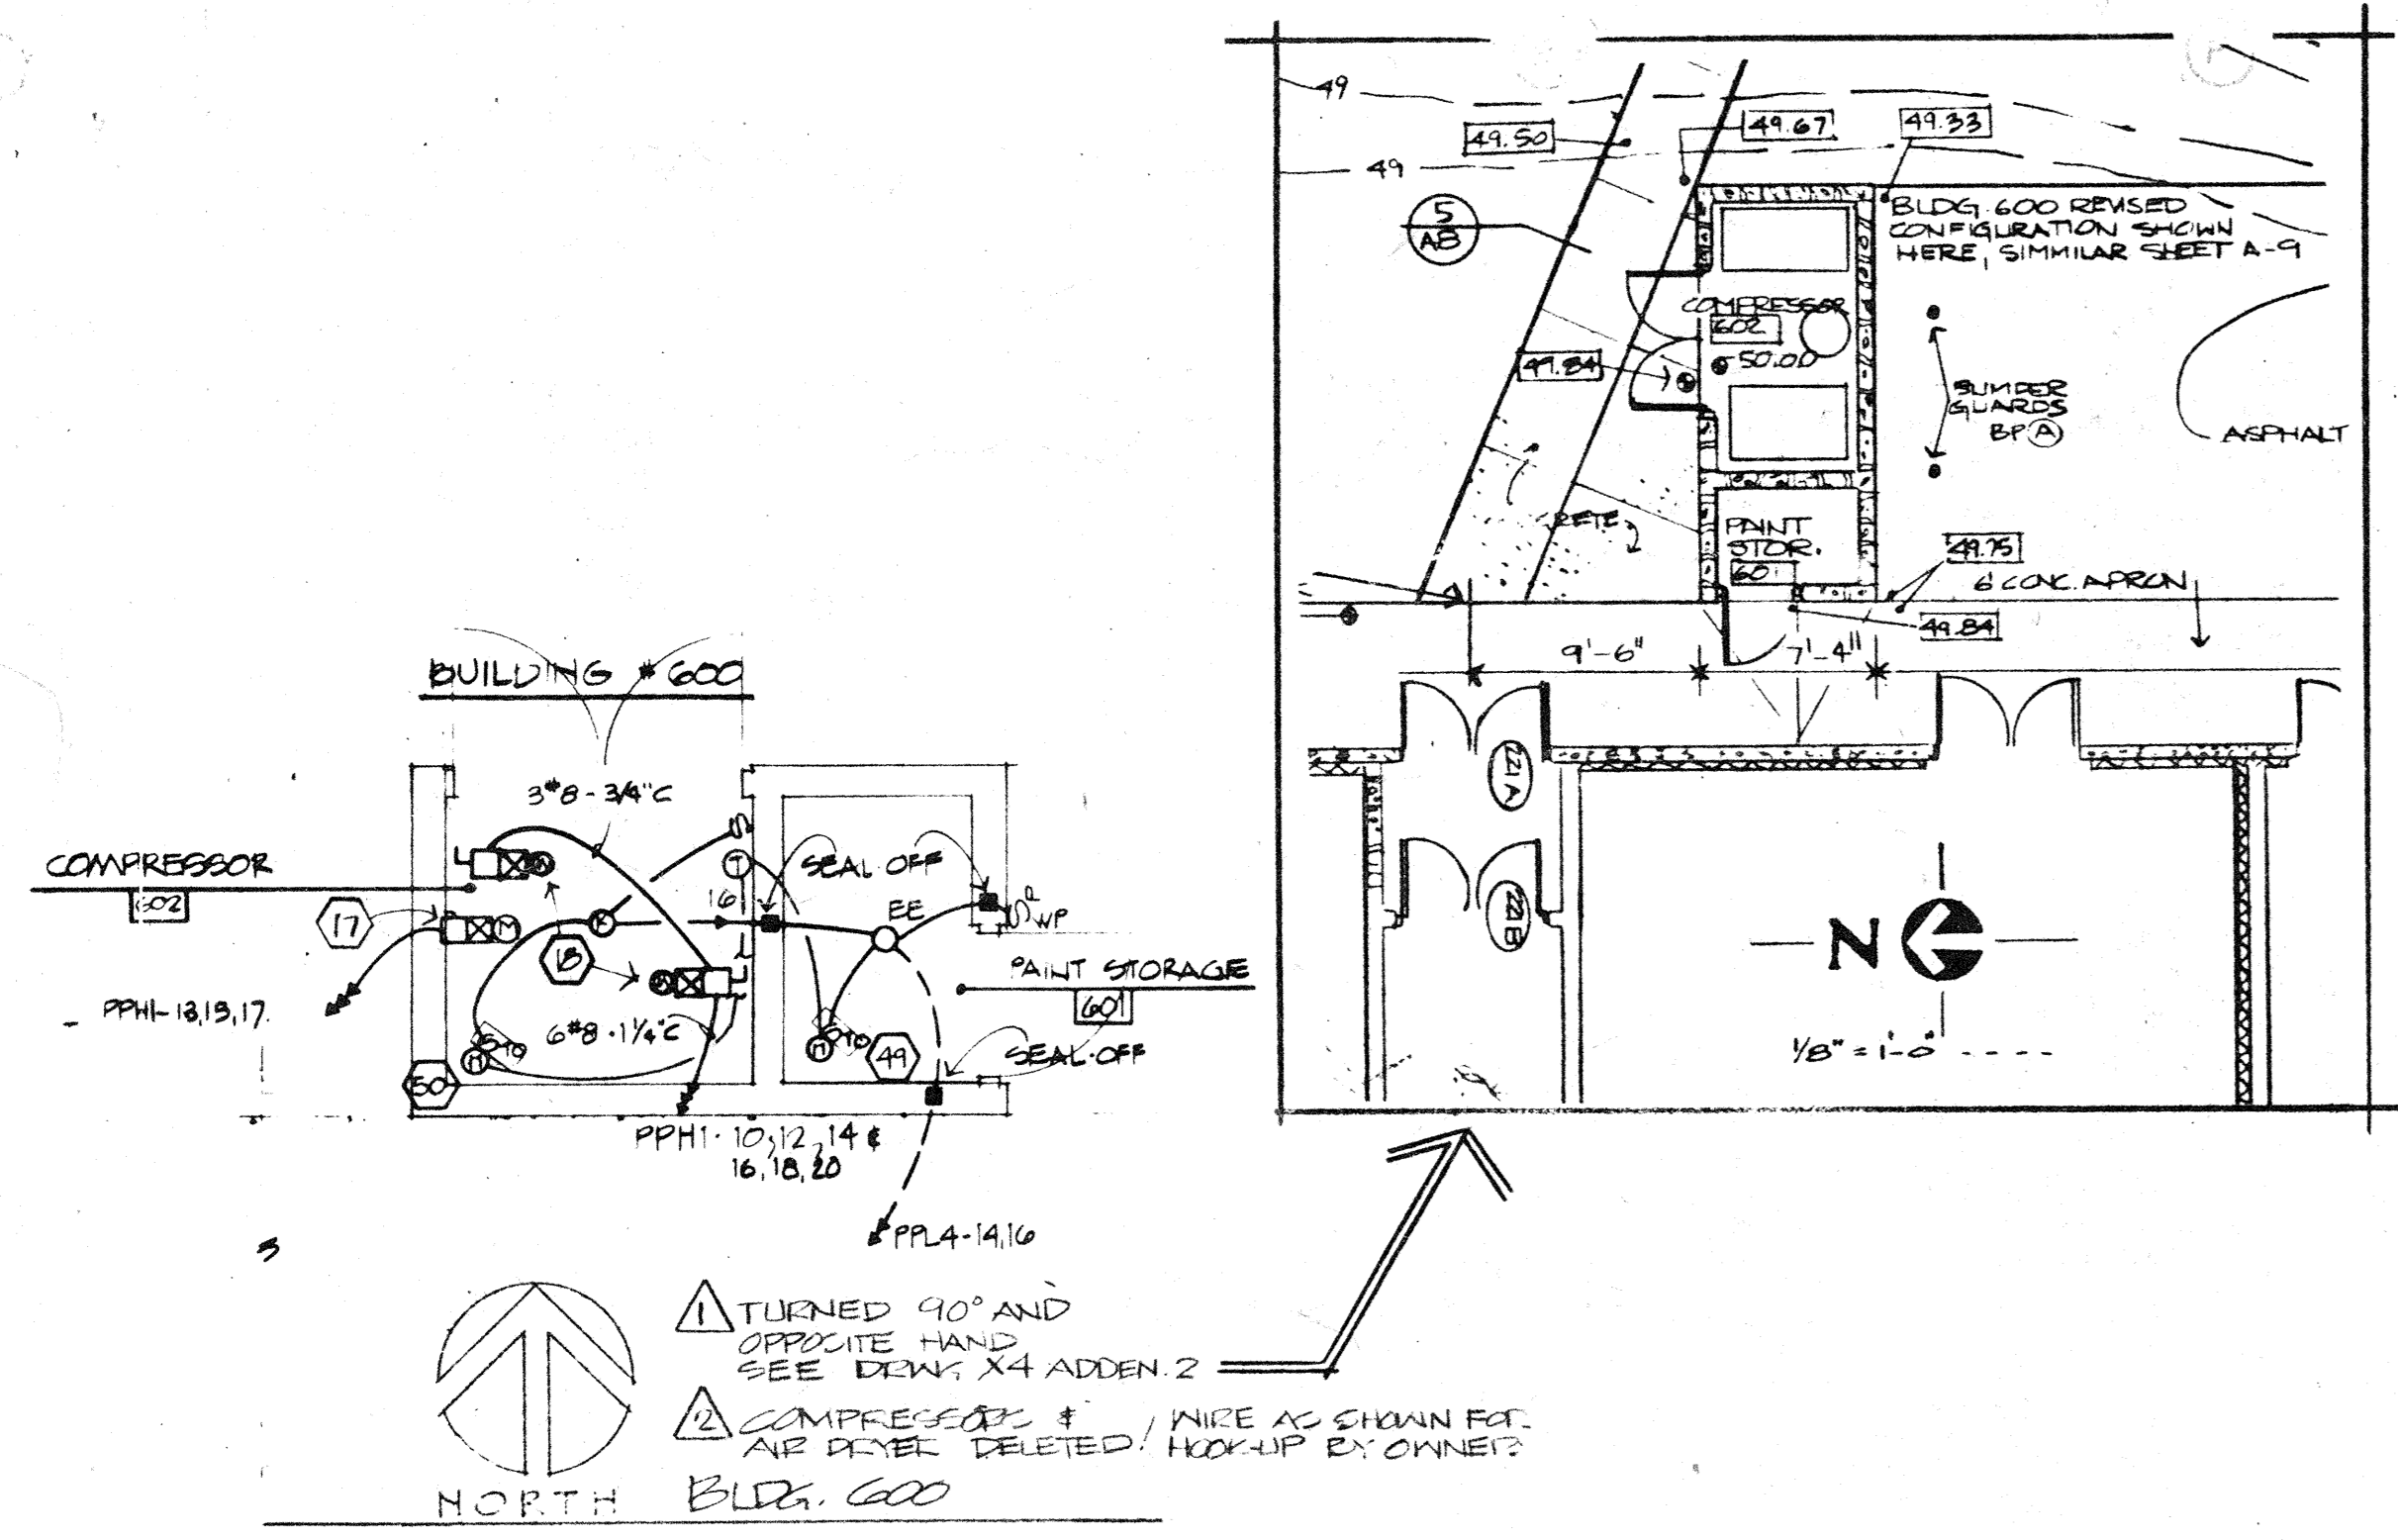 BUILDING #600
3#8-3/4"C
COMPRESSOR
602
17
18
16
SEAL OFF
EE
WP
PAINT STORAGE
601
PPH1-13,15,17
6#8-1¼"C
50
49
SEAL-OFF
PPH1-10,12,14 &
16,18,20
PPL4-14,16
NORTH
1 TURNED 90° AND
OPPOSITE HAND
SEE DRWG X4 ADDEN. 2
2 COMPRESSORS &
AIR DRYER DELETED!
WIRE AS SHOWN FOR
HOOK-UP BY OWNER
BLDG. 600
49
49.50
49.67
49.33
49
5
A8
BLDG. 600 REVISED
CONFIGURATION SHOWN
HERE, SIMMILAR SHEET A-9
COMPRESSOR
602
49.84
50.00
BUMPER
GUARDS
BP A
ASPHALT
CRETE
PAINT
STOR.
601
49.75
6' CONC. APRON
49.84
9'-6"
7'-4"
221A
221B
N
1/8" = 1'-0"